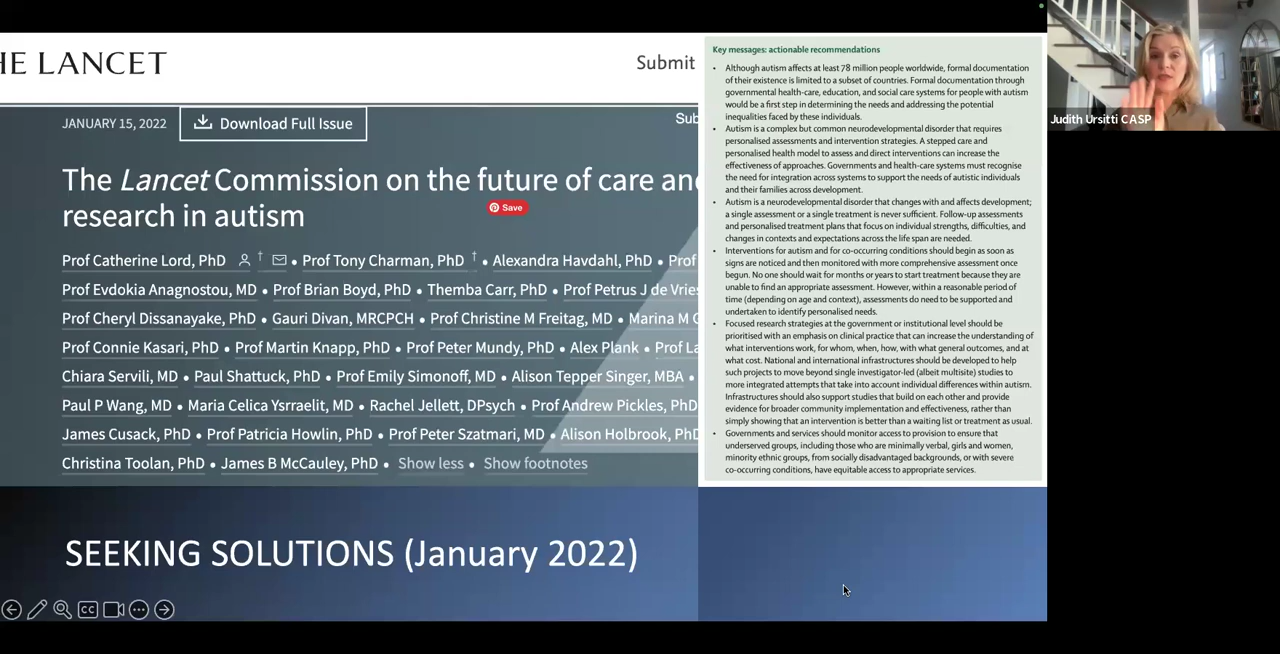 HE LANCET
Submit
JANUARY 15, 2022
Download Full Issue
Sub
The Lancet Commission on the future of care and
research in autism
Save
Prof Catherine Lord, PhD † • Prof Tony Charman, PhD † • Alexandra Havdahl, PhD • Prof
Prof Evdokia Anagnostou, MD • Prof Brian Boyd, PhD • Themba Carr, PhD • Prof Petrus J de Vries
Prof Cheryl Dissanayake, PhD • Gauri Divan, MRCPCH • Prof Christine M Freitag, MD • Marina M G
Prof Connie Kasari, PhD • Prof Martin Knapp, PhD • Prof Peter Mundy, PhD • Alex Plank • Prof La
Chiara Servili, MD • Paul Shattuck, PhD • Prof Emily Simonoff, MD • Alison Tepper Singer, MBA •
Paul P Wang, MD • Maria Celica Ysrraelit, MD • Rachel Jellett, DPsych • Prof Andrew Pickles, PhD
James Cusack, PhD • Prof Patricia Howlin, PhD • Prof Peter Szatmari, MD • Alison Holbrook, PhD
Christina Toolan, PhD • James B McCauley, PhD • Show less • Show footnotes
SEEKING SOLUTIONS (January 2022)
CC
Key messages: actionable recommendations
• Although autism affects at least 78 million people worldwide, formal documentation
of their existence is limited to a subset of countries. Formal documentation through
governmental health-care, education, and social care systems for people with autism
would be a first step in determining the needs and addressing the potential
inequalities faced by these individuals.
• Autism is a complex but common neurodevelopmental disorder that requires
personalised assessments and intervention strategies. A stepped care and
personalised health model to assess and direct interventions can increase the
effectiveness of approaches. Governments and health-care systems must recognise
the need for integration across systems to support the needs of autistic individuals
and their families across development.
• Autism is a neurodevelopmental disorder that changes with and affects development;
a single assessment or a single treatment is never sufficient. Follow-up assessments
and personalised treatment plans that focus on individual strengths, difficulties, and
changes in contexts and expectations across the life span are needed.
• Interventions for autism and for co-occurring conditions should begin as soon as
signs are noticed and then monitored with more comprehensive assessment once
begun. No one should wait for months or years to start treatment because they are
unable to find an appropriate assessment. However, within a reasonable period of
time (depending on age and context), assessments do need to be supported and
undertaken to identify personalised needs.
• Focused research strategies at the government or institutional level should be
prioritised with an emphasis on clinical practice that can increase the understanding of
what interventions work, for whom, when, how, with what general outcomes, and at
what cost. National and international infrastructures should be developed to help
such projects to move beyond single investigator-led (albeit multisite) studies to
more integrated attempts that take into account individual differences within autism.
Infrastructures should also support studies that build on each other and provide
evidence for broader community implementation and effectiveness, rather than
simply showing that an intervention is better than a waiting list or treatment as usual.
• Governments and services should monitor access to provision to ensure that
underserved groups, including those who are minimally verbal, girls and women,
minority ethnic groups, from socially disadvantaged backgrounds, or with severe
co-occurring conditions, have equitable access to appropriate services.
Judith Ursitti CASP